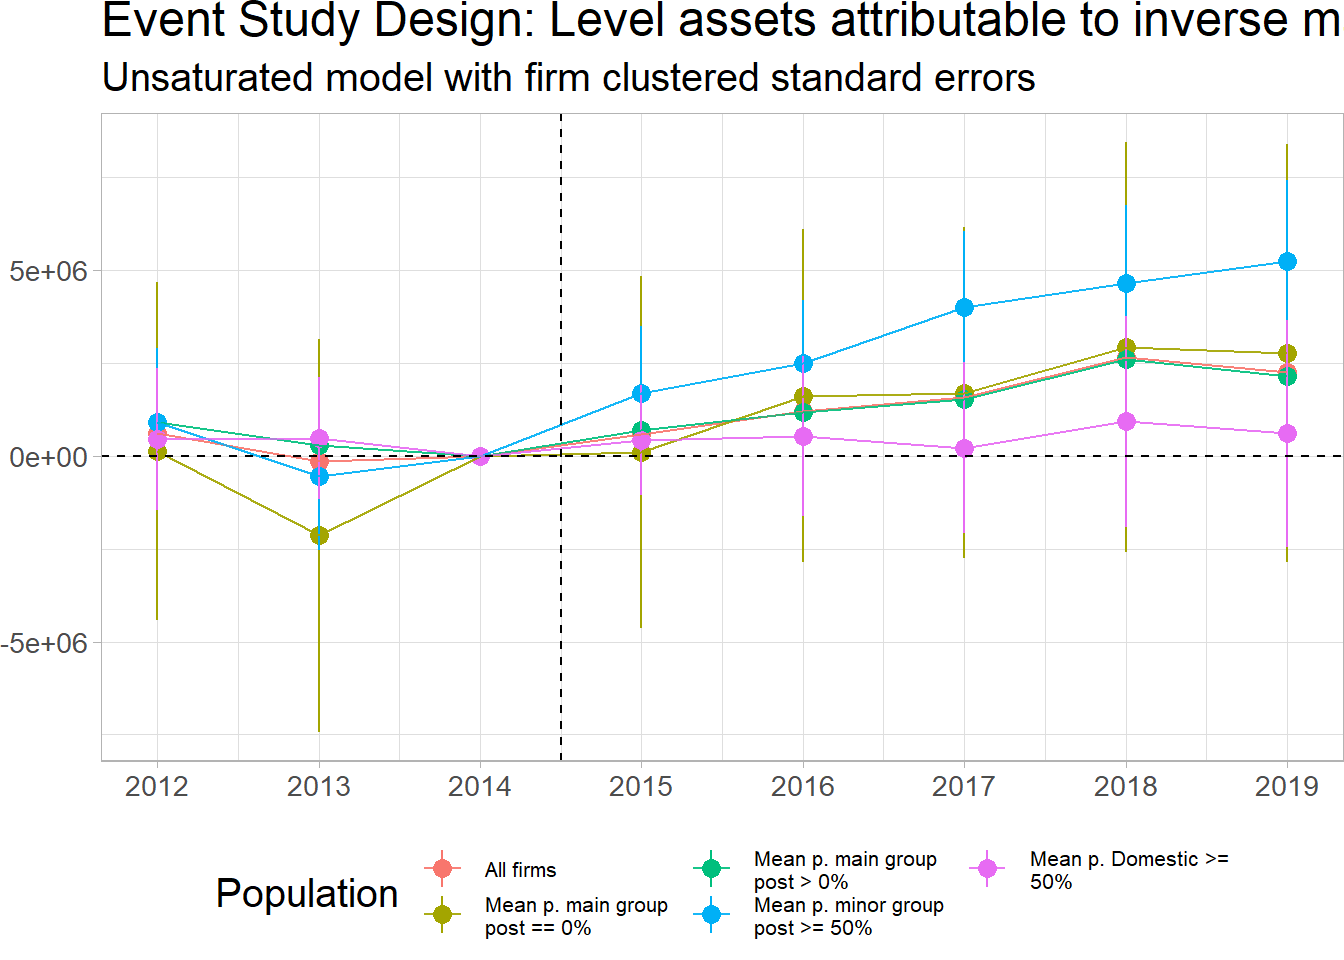 Event Study Design: Level assets attributable to inverse m
Unsaturated model with firm clustered standard errors
5e+06
0e+00
-5e+06
2012 2013 2014 2015 2016 2017 2018 2019
Population
All firms
Mean p. main group
post == 0%
Mean p. main group
post > 0%
Mean p. minor group
post >= 50%
Mean p. Domestic >=
50%